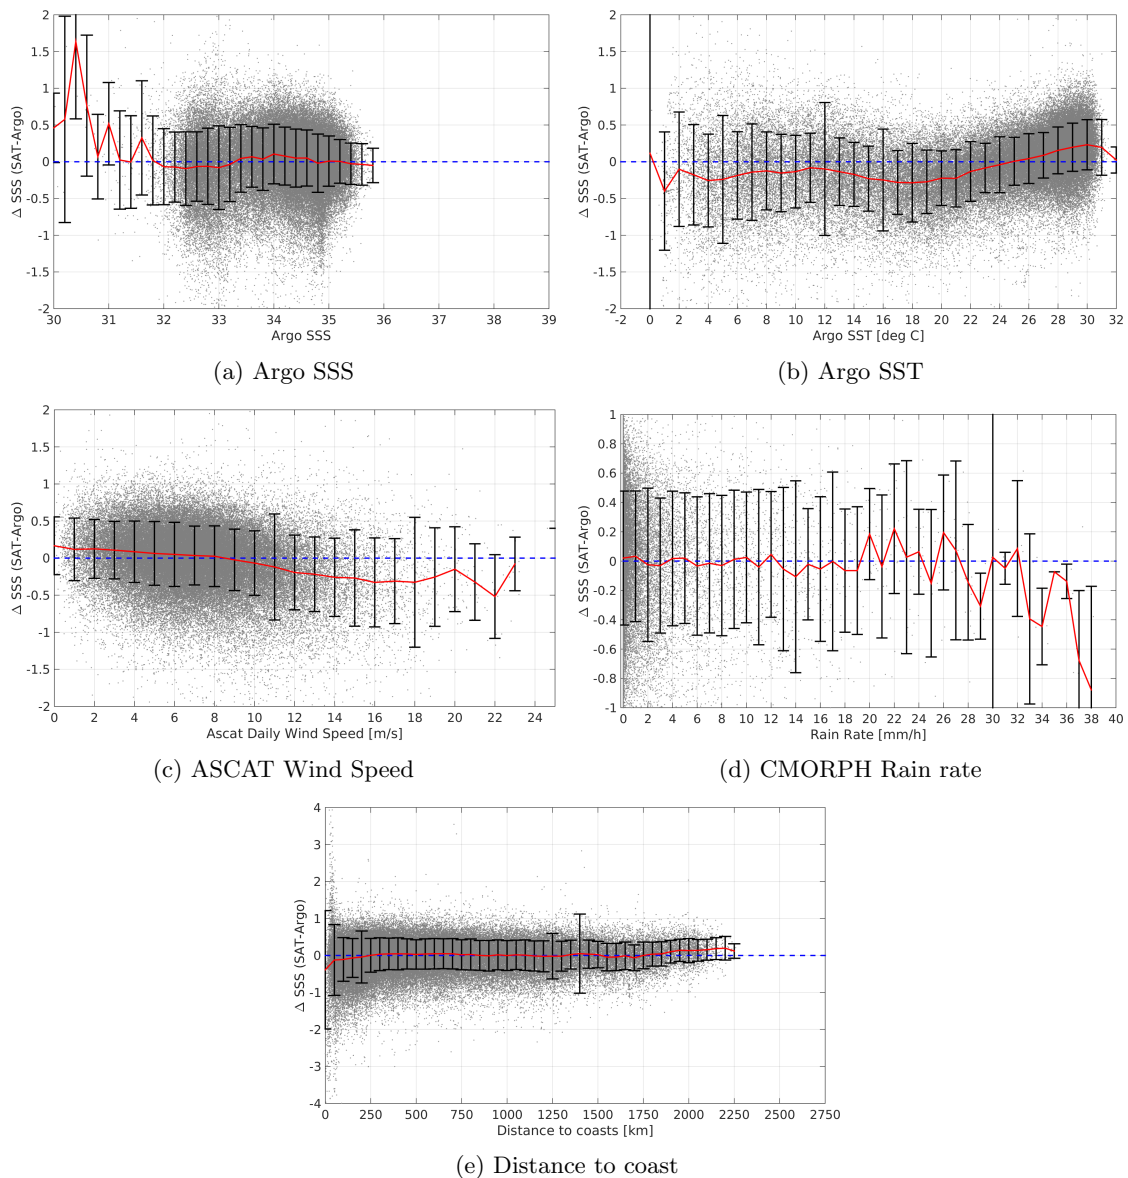 2
1.5
1
0.5
0
-0.5
-1
-1.5
-2
Δ SSS (SAT-Argo)
30 31 32 33 34 35 36 37 38 39
Argo SSS
(a) Argo SSS
2
1.5
1
0.5
0
-0.5
-1
-1.5
-2
Δ SSS (SAT-Argo)
-2 0 2 4 6 8 10 12 14 16 18 20 22 24 26 28 30 32
Argo SST [deg C]
(b) Argo SST
2
1.5
1
0.5
0
-0.5
-1
-1.5
-2
Δ SSS (SAT-Argo)
0 2 4 6 8 10 12 14 16 18 20 22 24
Ascat Daily Wind Speed [m/s]
(c) ASCAT Wind Speed
1
0.8
0.6
0.4
0.2
0
-0.2
-0.4
-0.6
-0.8
-1
Δ SSS (SAT-Argo)
0 2 4 6 8 10 12 14 16 18 20 22 24 26 28 30 32 34 36 38 40
Rain Rate [mm/h]
(d) CMORPH Rain rate
4
3
2
1
0
-1
-2
-3
-4
Δ SSS (SAT-Argo)
0 250 500 750 1000 1250 1500 1750 2000 2250 2500 2750
Distance to coasts [km]
(e) Distance to coast